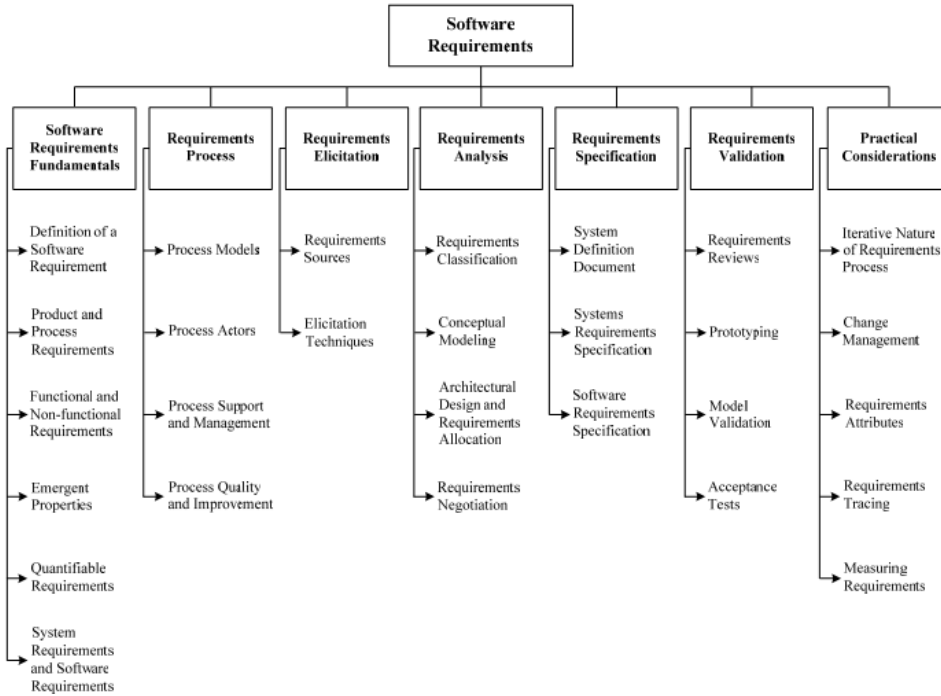 Software
Requirements
Software
Requirements
Fundamentals
Requirements
Process
Requirements
Elicitation
Requirements
Analysis
Requirements
Specification
Requirements
Validation
Practical
Considerations
Definition of a
Software
Requirement
Product and
Process
Requirements
Functional and
Non-functional
Requirements
Emergent
Properties
Quantifiable
Requirements
System
Requirements
and Software
Requirements
Process Models
Process Actors
Process Support
and Management
Process Quality
and Improvement
Requirements
Sources
Elicitation
Techniques
Requirements
Classification
Conceptual
Modeling
Architectural
Design and
Requirements
Allocation
Requirements
Negotiation
System
Definition
Document
Systems
Requirements
Specification
Software
Requirements
Specification
Requirements
Reviews
Prototyping
Model
Validation
Acceptance
Tests
Iterative Nature
of Requirements
Process
Change
Management
Requirements
Attributes
Requirements
Tracing
Measuring
Requirements